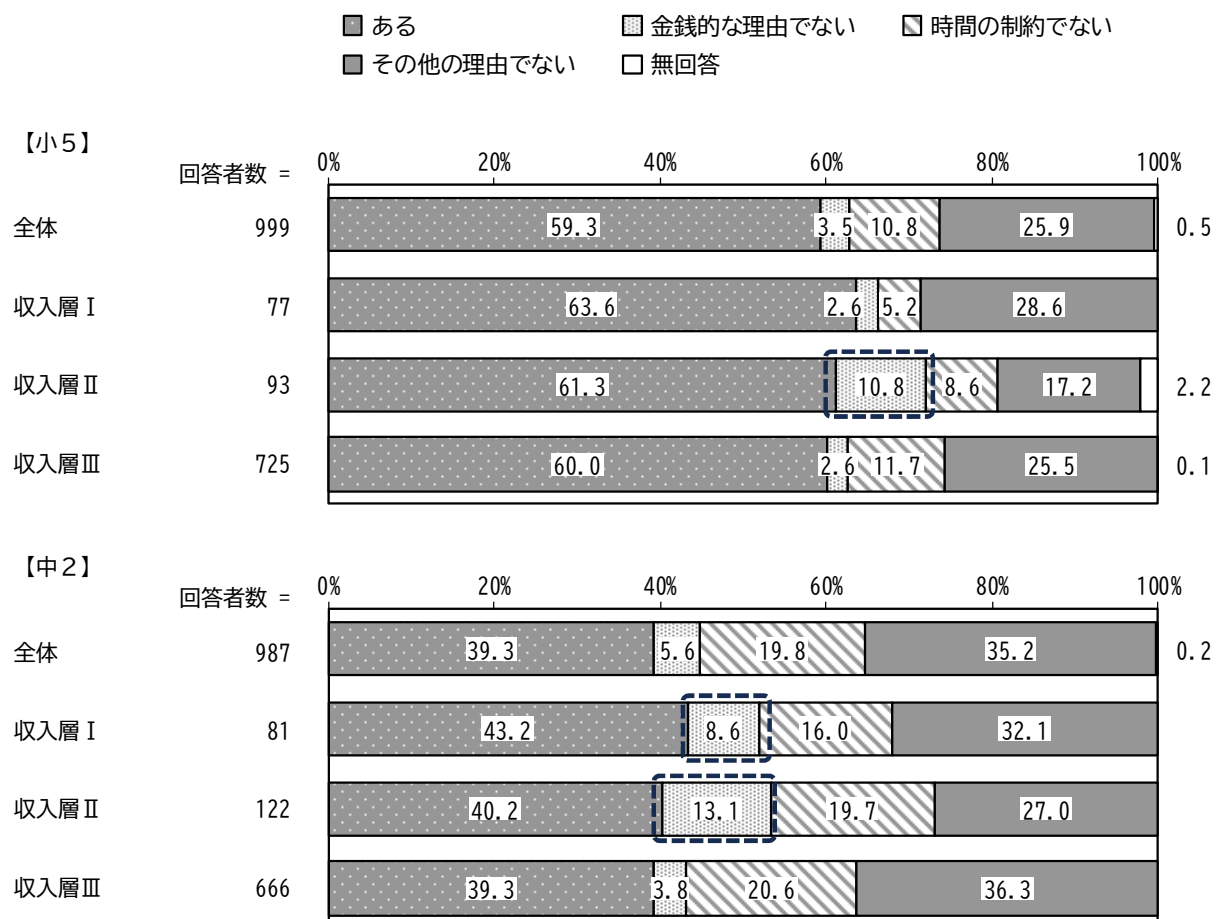 ある 金銭的な理由でない 時間の制約でない
その他の理由でない 無回答
【小5】
回答者数 = 0% 20% 40% 60% 80% 100%
全体 999 59.3 3.5 10.8 25.9 0.5
収入層Ⅰ 77 63.6 2.6 5.2 28.6
収入層Ⅱ 93 61.3 10.8 8.6 17.2 2.2
収入層Ⅲ 725 60.0 2.6 11.7 25.5 0.1
【中2】
回答者数 = 0% 20% 40% 60% 80% 100%
全体 987 39.3 5.6 19.8 35.2 0.2
収入層Ⅰ 81 43.2 8.6 16.0 32.1
収入層Ⅱ 122 40.2 13.1 19.7 27.0
収入層Ⅲ 666 39.3 3.8 20.6 36.3